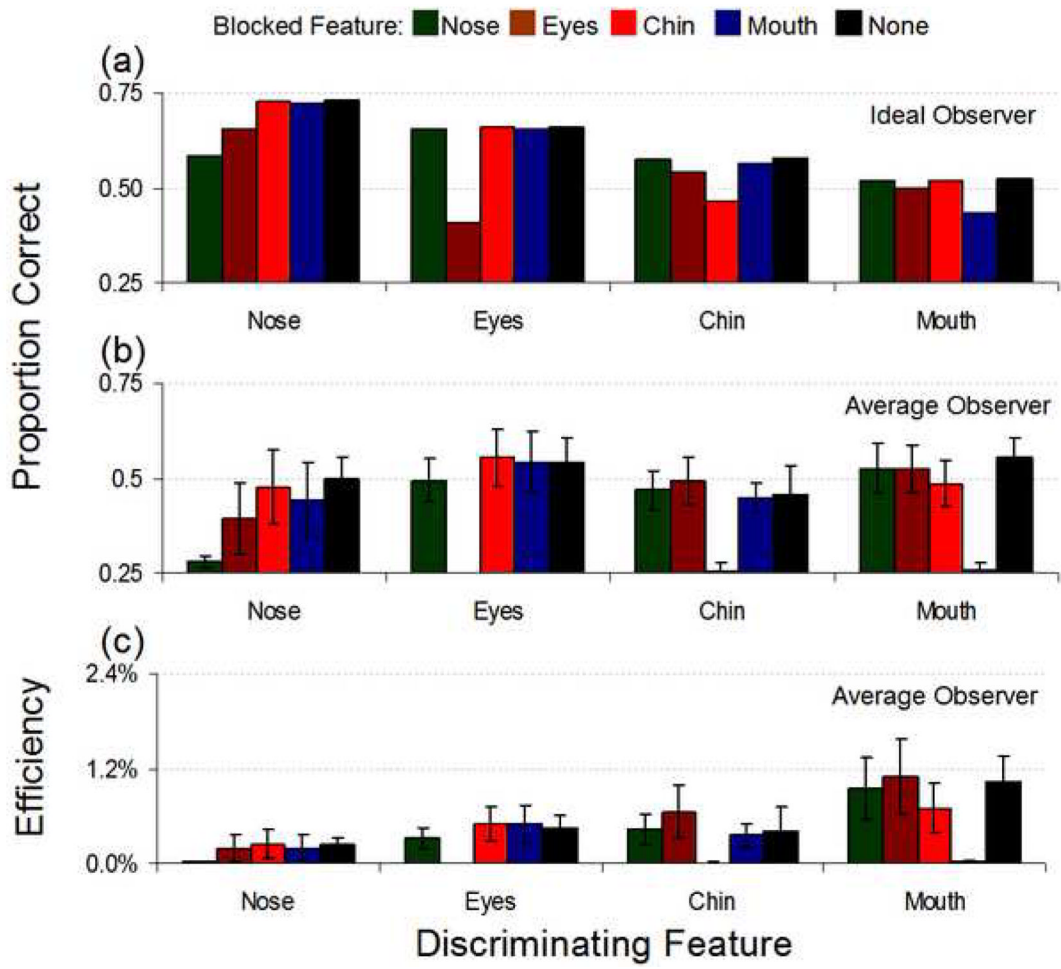 Blocked Feature: Nose Eyes Chin Mouth None
(a)
Proportion Correct
0.75
0.50
0.25
Ideal Observer
Nose Eyes Chin Mouth
(b)
0.75
0.5
0.25
Average Observer
Nose Eyes Chin Mouth
(c)
Efficiency
2.4%
1.2%
0.0%
Average Observer
Nose Eyes Chin Mouth
Discriminating Feature